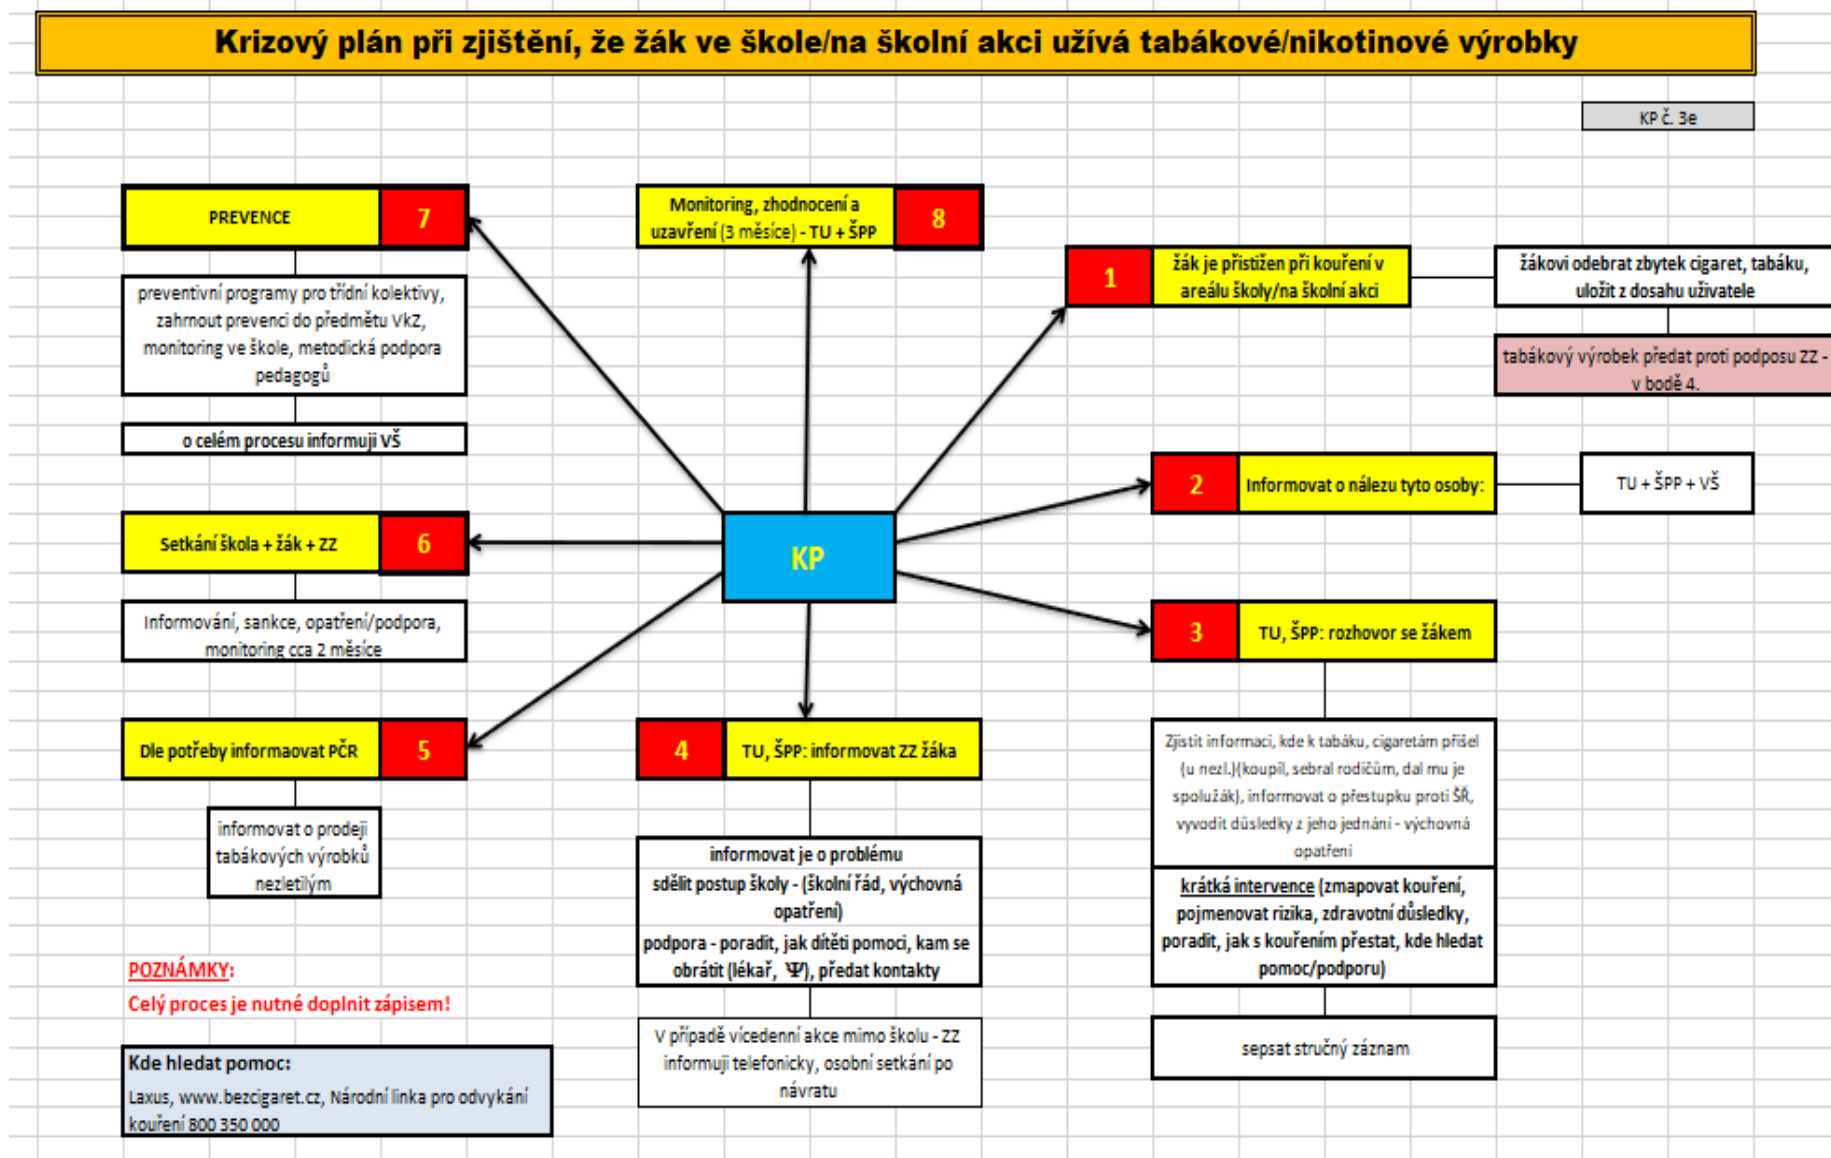 Krizový plán při zjištění, že žák ve škole/na školní akci užívá tabákové/nikotinové výrobky
KP č. 3e
PREVENCE
7
preventivní programy pro třídní kolektivy,
zahrnout prevenci do předmětu VkZ,
monitoring ve škole, metodická podpora
pedagogů
o celém procesu informuji VŠ
Monitoring, zhodnocení a
uzavření (3 měsíce) - TU + ŠPP
8
1
žák je přistižen při kouření v
areálu školy/na školní akci
žákovi odebrat zbytek cigaret, tabáku,
uložit z dosahu uživatele
tabákový výrobek předat proti podposu ZZ -
v bodě 4.
2
Informovat o nálezu tyto osoby:
TU + ŠPP + VŠ
Setkání škola + žák + ZZ
6
Informování, sankce, opatření/podpora,
monitoring cca 2 měsíce
KP
3
TU, ŠPP: rozhovor se žákem
Zjistit informaci, kde k tabáku, cigaretám přišel
(u nezl.)(koupil, sebral rodičům, dal mu je
spolužák), informovat o přestupku proti ŠŘ,
vyvodit důsledky z jeho jednání - výchovná
opatření
krátká intervence (zmapovat kouření,
pojmenovat rizika, zdravotní důsledky,
poradit, jak s kouřením přestat, kde hledat
pomoc/podporu)
sepsat stručný záznam
Dle potřeby informaovat PČR
5
informovat o prodeji
tabákových výrobků
nezletilým
4
TU, ŠPP: informovat ZZ žáka
informovat je o problému
sdělit postup školy - (školní řád, výchovná
opatření)
podpora - poradit, jak dítěti pomoci, kam se
obrátit (lékař, Ψ), předat kontakty
V případě vícedenní akce mimo školu - ZZ
informuji telefonicky, osobní setkání po
návratu
POZNÁMKY:
Celý proces je nutné doplnit zápisem!
Kde hledat pomoc:
Laxus, www.bezcigaret.cz, Národní linka pro odvykání
kouření 800 350 000